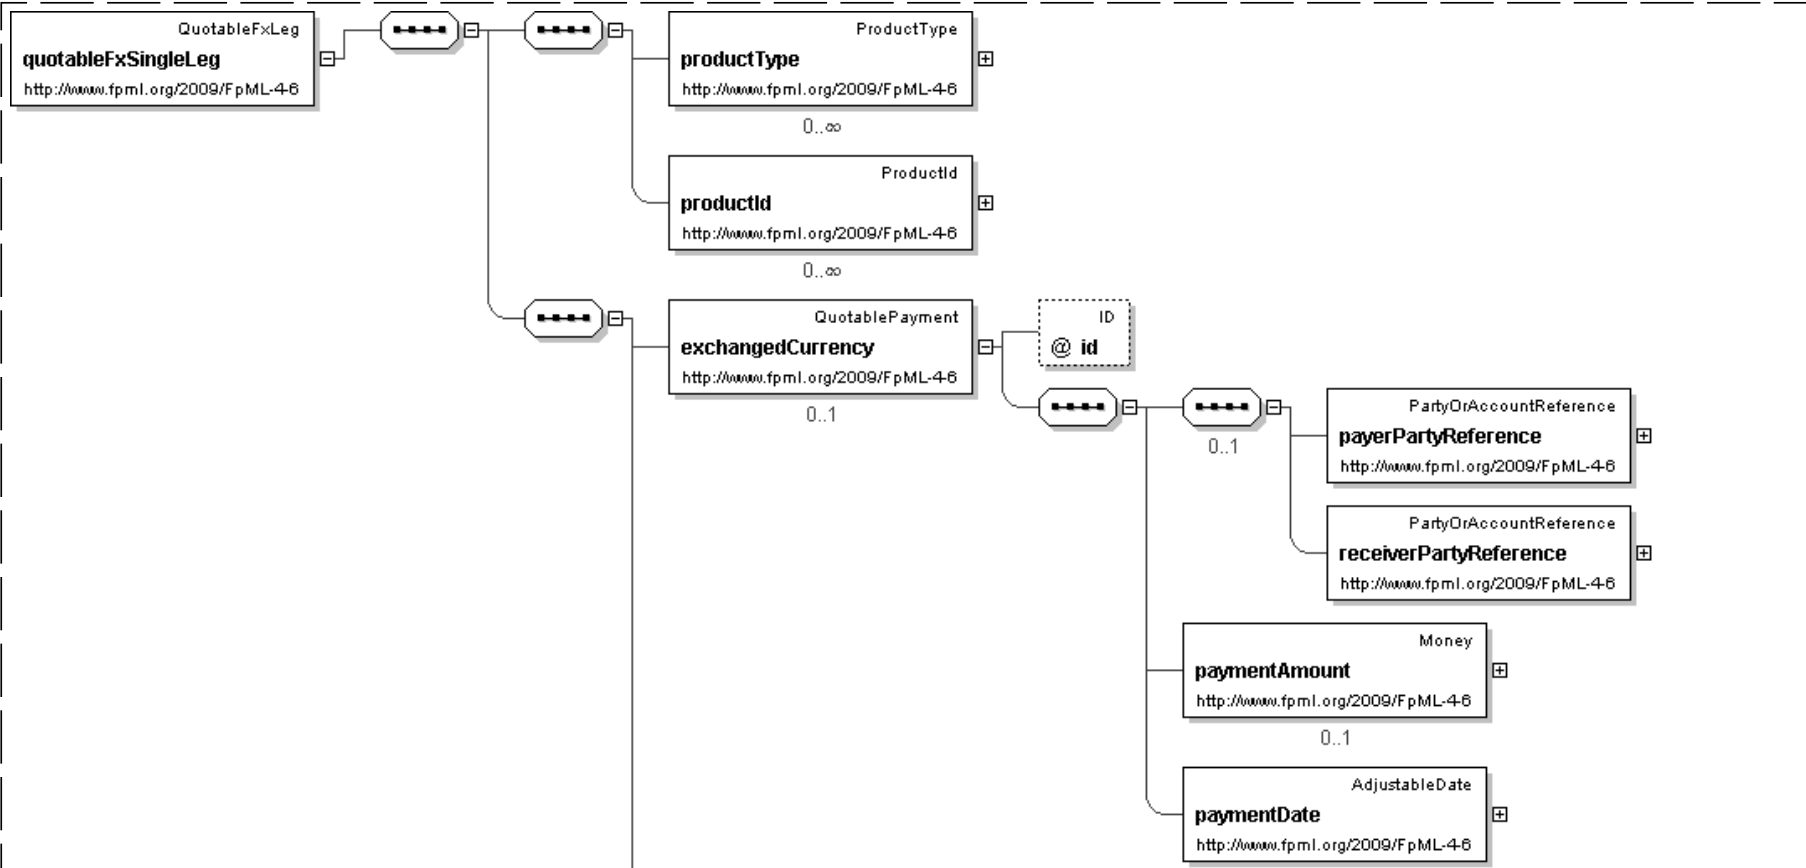 QuotableFxLeg
quotableFxSingleLeg
http://www.fpml.org/2009/FpML-4-6
ProductType
productType
http://www.fpml.org/2009/FpML-4-6
0..∞
ProductId
productId
http://www.fpml.org/2009/FpML-4-6
0..∞
QuotablePayment
exchangedCurrency
http://www.fpml.org/2009/FpML-4-6
0..1
ID
@ id
0..1
PartyOrAccountReference
payerPartyReference
http://www.fpml.org/2009/FpML-4-6
PartyOrAccountReference
receiverPartyReference
http://www.fpml.org/2009/FpML-4-6
Money
paymentAmount
http://www.fpml.org/2009/FpML-4-6
0..1
AdjustableDate
paymentDate
http://www.fpml.org/2009/FpML-4-6